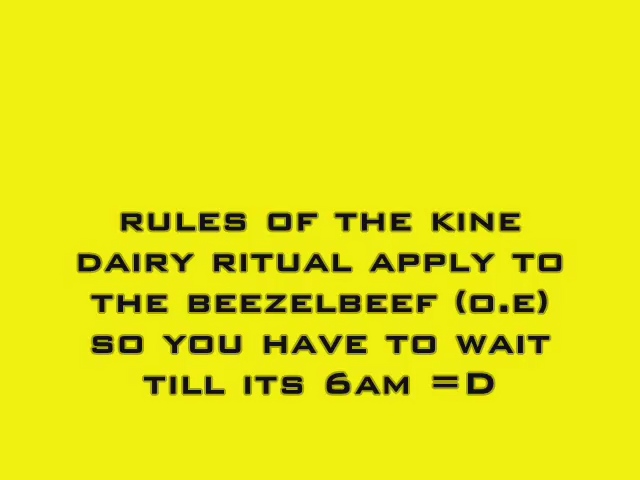 RULES OF THE KINE
DAIRY RITUAL APPLY TO
THE BEEZELBEEF (O.E)
SO YOU HAVE TO WAIT
TILL ITS 6AM =D